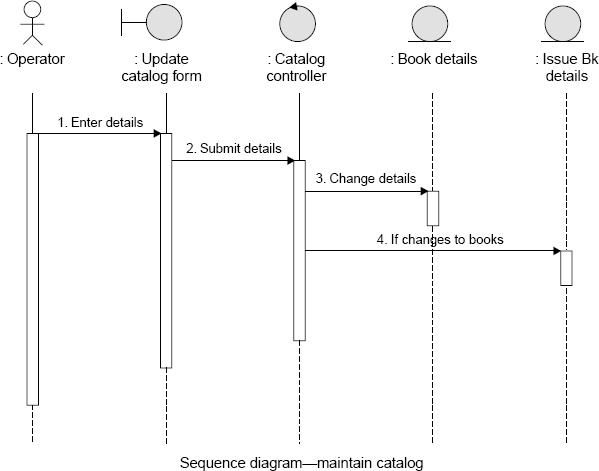 : Operator
: Update
catalog form
: Catalog
controller
: Book details
: Issue Bk
details
1. Enter details
2. Submit details
3. Change details
4. If changes to books
Sequence diagram—maintain catalog